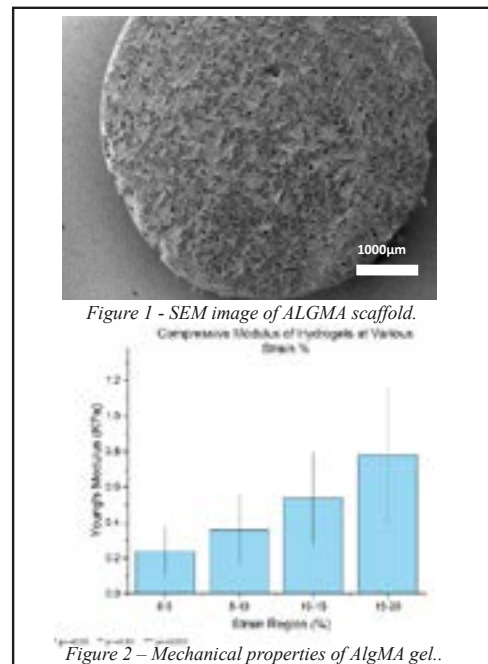 1000µm
Figure 1 - SEM image of ALGMA scaffold.
Compressive Modulus of Hydrogels at Various
Strain %
Young's Modulus (KPa)
1.2
1.0
0.8
0.6
0.4
0.2
0.0
0-5
5-10
10-15
15-20
Strain Region (%)
Figure 2 – Mechanical properties of AlgMA gel..